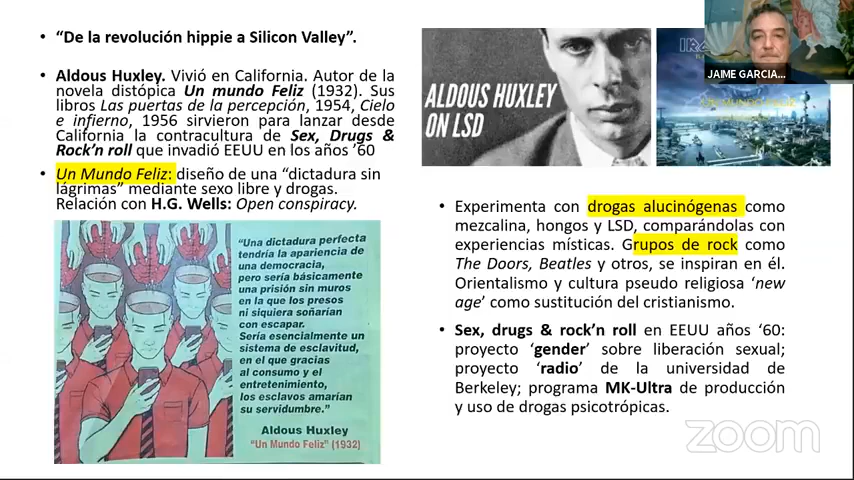 • “De la revolución hippie a Silicon Valley”.
• Aldous Huxley. Vivió en California. Autor de la
novela distópica Un mundo Feliz (1932). Sus
libros Las puertas de la percepción, 1954, Cielo
e infierno, 1956 sirvieron para lanzar desde
California la contracultura de Sex, Drugs &
Rock’n roll que invadió EEUU en los años ’60
• Un Mundo Feliz: diseño de una “dictadura sin
lágrimas” mediante sexo libre y drogas.
Relación con H.G. Wells: Open conspiracy.
“Una dictadura perfecta
tendría la apariencia de
una democracia,
pero sería básicamente
una prisión sin muros
en la que los presos
ni siquiera soñarían
con escapar.
Sería esencialmente un
sistema de esclavitud,
en el que gracias
al consumo y el
entretenimiento,
los esclavos amarían
su servidumbre.”
Aldous Huxley
“Un Mundo Feliz” (1932)
ALDOUS HUXLEY
ON LSD
UN MUNDO FELIZ
JAIME GARCIA...
• Experimenta con drogas alucinógenas como
mezcalina, hongos y LSD, comparándolas con
experiencias místicas. Grupos de rock como
The Doors, Beatles y otros, se inspiran en él.
Orientalismo y cultura pseudo religiosa ‘new
age’ como sustitución del cristianismo.
• Sex, drugs & rock’n roll en EEUU años ‘60:
proyecto ‘gender’ sobre liberación sexual;
proyecto ‘radio’ de la universidad de
Berkeley; programa MK-Ultra de producción
y uso de drogas psicotrópicas.
zoom